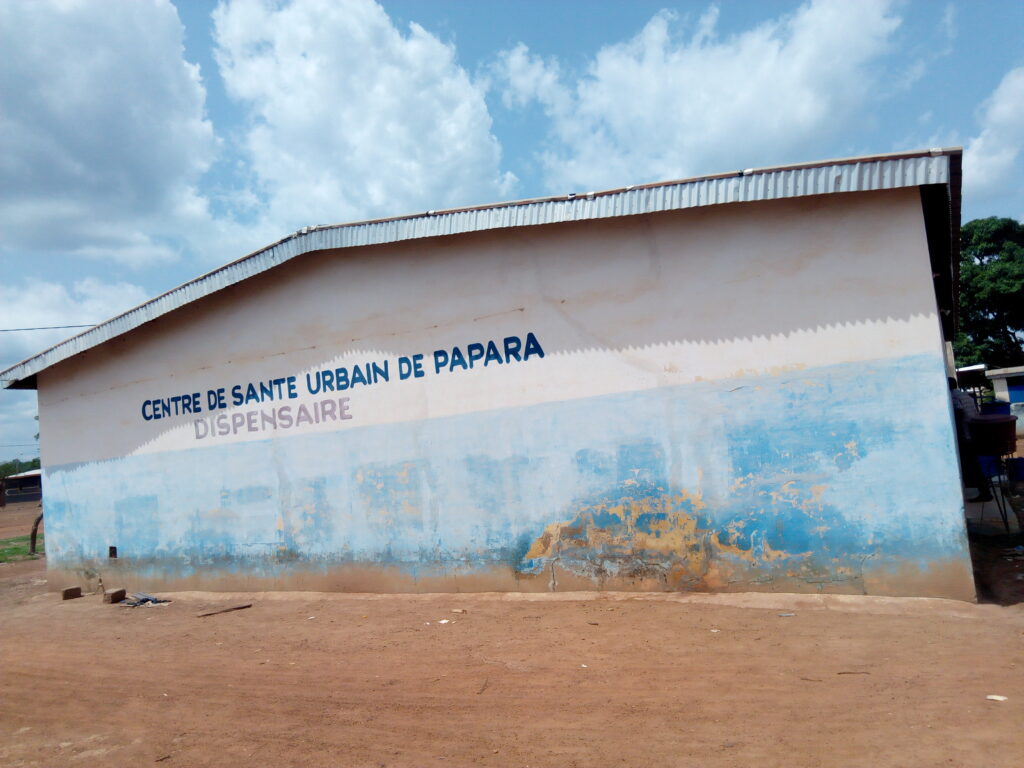 CENTRE DE SANTE URBAIN DE PAPARA
DISPENSAIRE